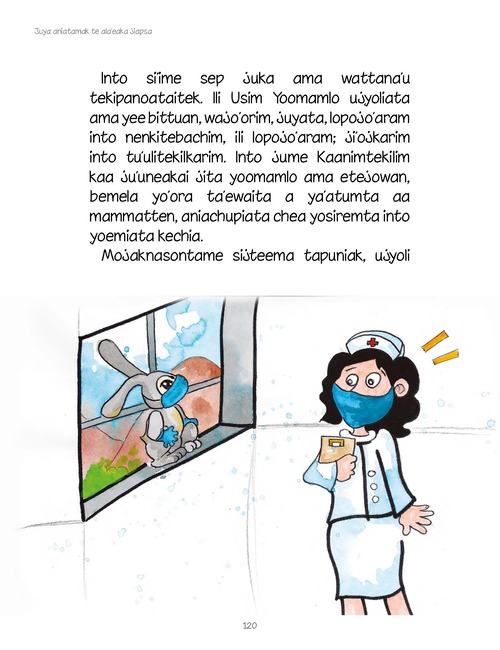 Juya aniatamak te ala'eaka Jiapsa
Into si'ime sep juka ama wattana'u
tekipanoataitek. Ili Usim Yoomamlo ujyoliata
ama yee bittuan, wajo'orim, juyata, lopojo'aram
into nenkitebachim, ili lopojo'aram; ji'ojkarim
into tu'ulitekilkarim. Into jume Kaanimtekilim
kaa ju'uneakai jita yoomamlo ama etejowan,
bemela yo'ora ta'ewaita a ya'atumta aa
mammatten, aniachupiata chea yosiremta into
yoemiata kechia.
Mojaknasontame sijteema tapuniak, ujyoli
120